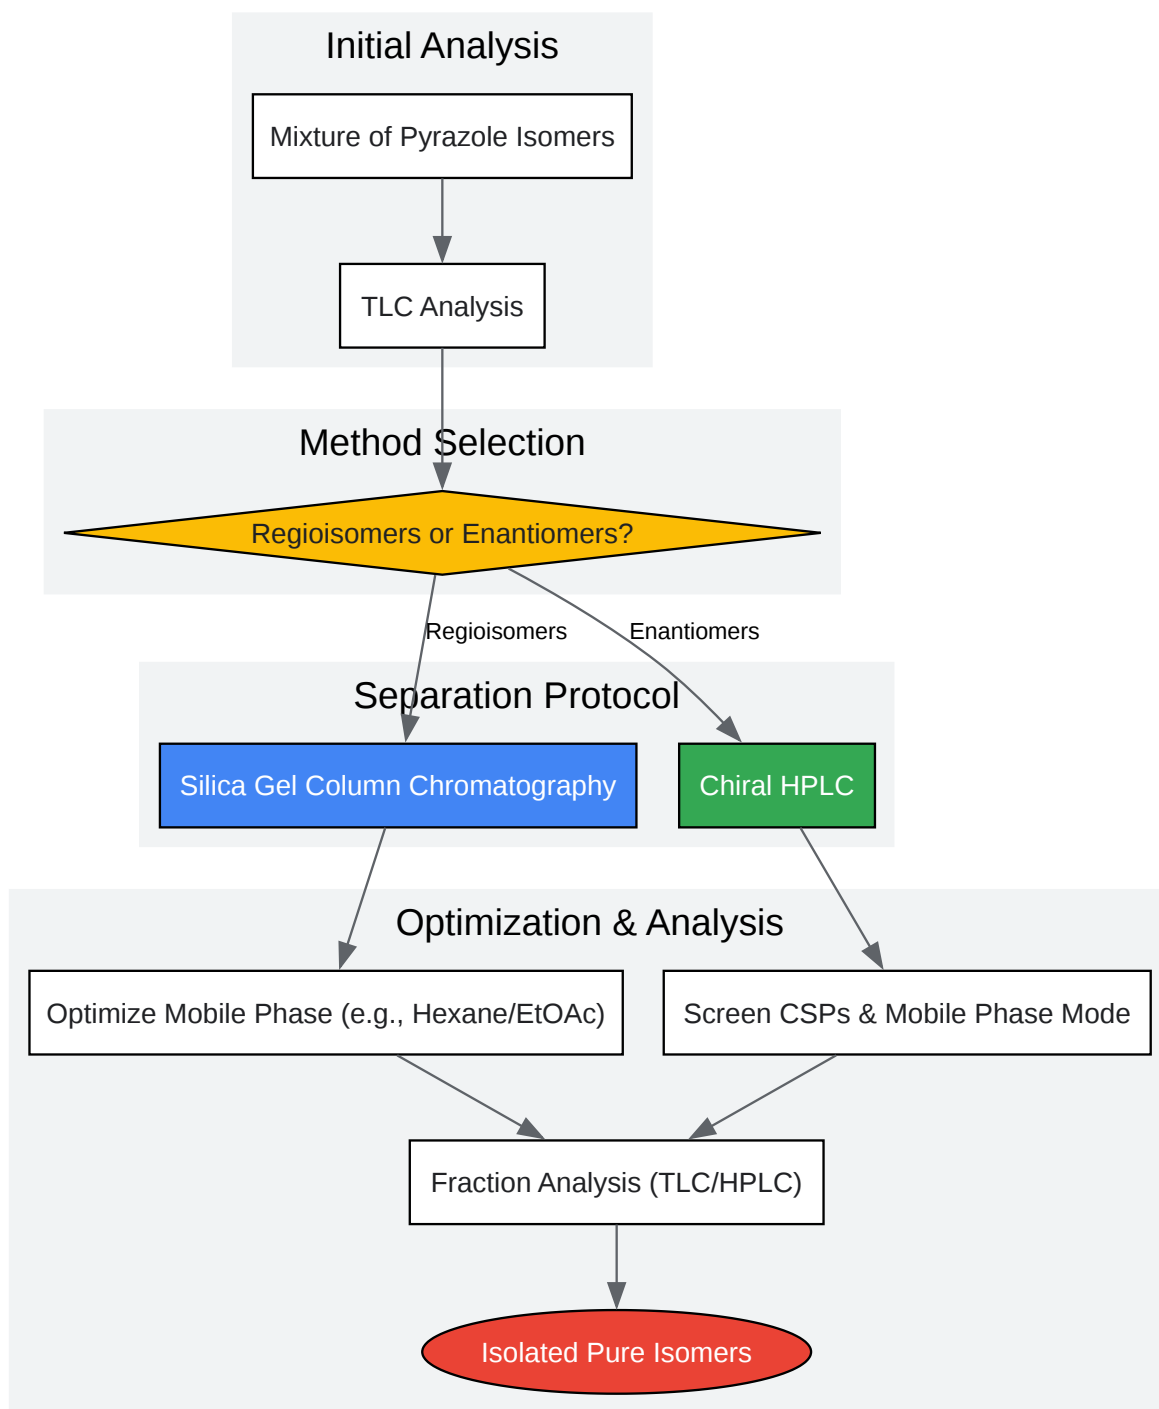 Initial Analysis
Mixture of Pyrazole Isomers
TLC Analysis
Method Selection
Regioisomers or Enantiomers?
Regioisomers
Enantiomers
Separation Protocol
Silica Gel Column Chromatography
Chiral HPLC
Optimization & Analysis
Optimize Mobile Phase (e.g., Hexane/EtOAc)
Screen CSPs & Mobile Phase Mode
Fraction Analysis (TLC/HPLC)
Isolated Pure Isomers